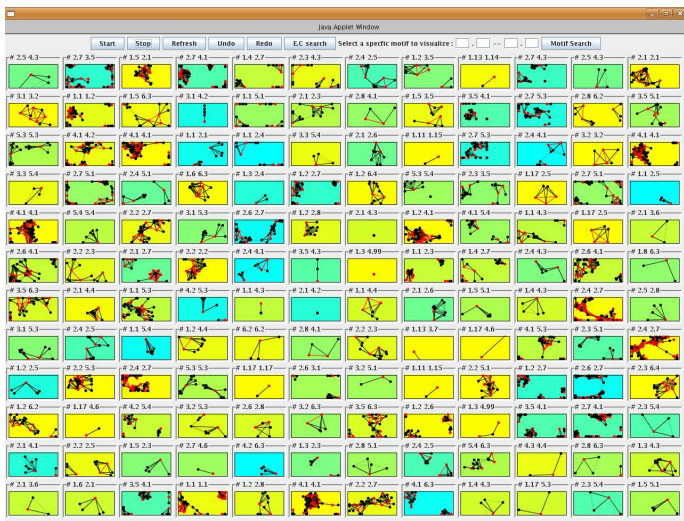 Java Applet Window
Start Stop Refresh Undo Redo E.C search Select a specfic motif to visualize : . -- . Motif Search
# 2.5 4.3 # 2.7 3.5 # 1.5 2.1 # 2.7 4.1 # 1.4 2.7 # 2.3 4.3 # 2.4 2.5 # 1.2 3.5 # 1.13 1.14 # 2.7 4.3 # 2.5 4.3 # 2.1 2.1
# 3.1 3.2 # 1.1 1.2 # 1.5 6.3 # 3.1 4.2 # 1.1 5.1 # 2.1 2.3 # 2.8 4.1 # 1.5 3.5 # 3.5 4.1 # 2.7 5.3 # 2.8 6.2 # 3.5 5.1
# 5.3 5.3 # 4.1 4.2 # 4.1 4.1 # 1.1 2.1 # 1.1 2.4 # 3.3 5.4 # 2.1 2.6 # 1.11 1.15 # 2.7 5.3 # 2.4 4.1 # 3.2 3.2 # 4.1 4.1
# 3.3 5.4 # 2.7 5.1 # 2.4 5.1 # 1.6 6.3 # 1.3 2.4 # 1.2 2.7 # 1.2 6.4 # 5.3 5.4 # 2.3 3.5 # 1.17 2.5 # 2.7 5.1 # 1.1 2.5
# 4.1 4.1 # 5.4 5.4 # 2.2 2.7 # 3.1 5.3 # 2.6 2.7 # 1.2 2.8 # 2.1 4.3 # 1.2 4.1 # 4.1 5.4 # 1.1 4.3 # 1.17 2.5 # 2.1 3.6
# 2.6 4.1 # 2.2 2.3 # 2.1 2.7 # 2.2 2.2 # 2.4 4.1 # 3.5 4.3 # 1.3 4.99 # 1.1 2.3 # 1.4 2.7 # 2.4 4.3 # 2.6 4.1 # 1.8 6.3
# 3.5 6.3 # 2.1 4.4 # 1.1 5.3 # 4.2 5.3 # 1.1 4.3 # 2.1 4.2 # 1.1 4.4 # 2.1 2.6 # 1.5 5.1 # 1.4 4.3 # 2.4 2.7 # 2.5 2.8
# 3.1 5.3 # 2.4 2.5 # 1.1 5.4 # 1.2 4.4 # 6.2 6.2 # 2.8 4.1 # 2.2 2.3 # 1.13 3.7 # 1.17 4.6 # 4.1 5.3 # 2.3 5.1 # 2.4 2.7
# 1.2 2.5 # 2.2 5.3 # 2.4 2.7 # 5.3 5.3 # 1.17 1.17 # 2.6 3.1 # 3.2 5.1 # 1.11 1.15 # 2.2 5.1 # 1.2 2.7 # 2.6 2.7 # 2.3 6.4
# 1.2 6.2 # 1.17 4.6 # 4.2 5.4 # 3.2 5.3 # 2.6 2.8 # 3.2 6.3 # 3.5 6.3 # 1.2 2.6 # 1.3 4.99 # 3.5 4.1 # 2.7 4.1 # 2.3 5.4
# 2.1 4.1 # 2.2 2.5 # 1.5 2.3 # 2.7 4.6 # 4.2 6.3 # 1.3 2.3 # 2.8 5.1 # 2.4 2.5 # 5.4 6.3 # 4.3 4.4 # 2.8 6.3 # 1.3 4.3
# 2.1 3.6 # 1.6 2.1 # 3.5 4.1 # 1.1 1.1 # 1.2 2.8 # 4.1 4.1 # 2.2 2.7 # 4.1 6.3 # 1.4 4.3 # 1.17 5.3 # 2.3 5.4 # 1.5 5.1